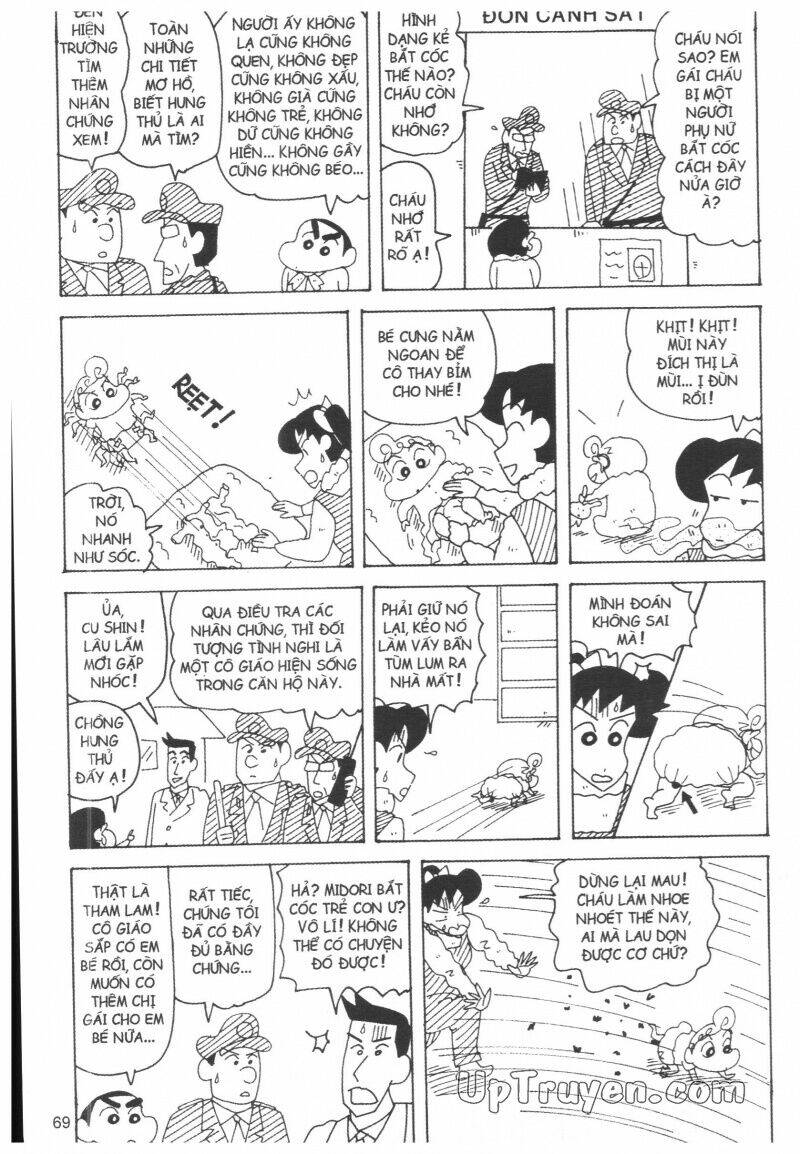 ĐỒN CẢNH SÁT
CHÁU NÓI
SAO? EM
GÁI CHÁU
BỊ MỘT
NGƯỜI
PHỤ NỮ
BẮT CÓC
CÁCH ĐÂY
NỬA GIỜ
À?
HÌNH
DẠNG KẺ
BẮT CÓC
THẾ NÀO?
CHÁU CÒN
NHỚ
KHÔNG?
CHÁU
NHỚ
RẤT
RÕ Ạ!
NGƯỜI ẤY KHÔNG
LẠ CŨNG KHÔNG
QUEN, KHÔNG ĐẸP
CŨNG KHÔNG XẤU,
KHÔNG GIÀ CŨNG
KHÔNG TRẺ, KHÔNG
DỮ CŨNG KHÔNG
HIỀN... KHÔNG GẦY
CŨNG KHÔNG BÉO...
TOÀN
NHỮNG
CHI TIẾT
MƠ HỒ,
BIẾT HUNG
THỦ LÀ AI
MÀ TÌM?
ĐẾN
HIỆN
TRƯỜNG
TÌM
THÊM
NHÂN
CHỨNG
XEM!
KHỊT! KHỊT!
MÙI NÀY
ĐÍCH THỊ LÀ
MÙI... Ị ĐÙN
RỒI!
BÉ CƯNG NẰM
NGOAN ĐỂ
CÔ THAY BỈM
CHO NHÉ!
REẸT!
TRỜI,
NÓ
NHANH
NHƯ SÓC.
MÌNH ĐOÁN
KHÔNG SAI
MÀ!
PHẢI GIỮ NÓ
LẠI, KẺO NÓ
LÀM VẤY BẨN
TÙM LUM RA
NHÀ MẤT!
QUA ĐIỀU TRA CÁC
NHÂN CHỨNG, THÌ ĐỐI
TƯỢNG TÌNH NGHI LÀ
MỘT CÔ GIÁO HIỆN SỐNG
TRONG CĂN HỘ NÀY.
ỦA,
CU SHIN!
LÂU LẮM
MỚI GẶP
NHÓC!
CHỒNG
HUNG
THỦ
ĐẤY Ạ!
DỪNG LẠI MAU!
CHÁU LÀM NHOE
NHOÉT THẾ NÀY,
AI MÀ LAU DỌN
ĐƯỢC CƠ CHỨ?
HẢ? MIDORI BẮT
CÓC TRẺ CON Ư?
VÔ LÍ! KHÔNG
THỂ CÓ CHUYỆN
ĐÓ ĐƯỢC!
RẤT TIẾC,
CHÚNG TÔI
ĐÃ CÓ ĐẦY
ĐỦ BẰNG
CHỨNG...
THẬT LÀ
THAM LAM!
CÔ GIÁO
SẮP CÓ EM
BÉ RỒI, CÒN
MUỐN CÓ
THÊM CHỊ
GÁI CHO EM
BÉ NỮA...
UpTruyen.com
69